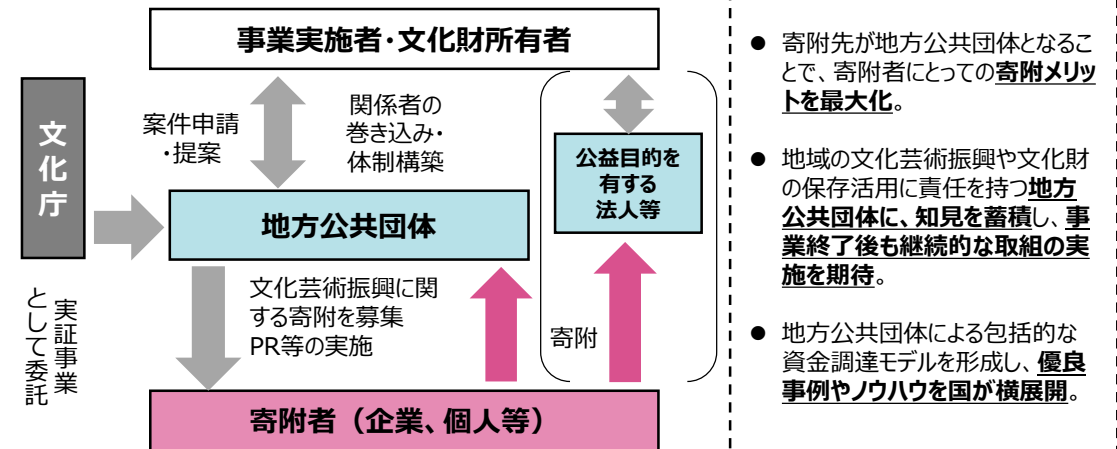 事業実施者・文化財所有者
文化庁
案件申請
・提案
関係者の
巻き込み・
体制構築
公益目的を
有する
法人等
地方公共団体
実証事業
として委託
文化芸術振興に関
する寄附を募集
PR等の実施
寄附
寄附者（企業、個人等）
● 寄附先が地方公共団体となるこ
とで、寄附者にとっての寄附メリッ
トを最大化。
● 地域の文化芸術振興や文化財
の保存活用に責任を持つ地方
公共団体に、知見を蓄積し、事
業終了後も継続的な取組の実
施を期待。
● 地方公共団体による包括的な
資金調達モデルを形成し、優良
事例やノウハウを国が横展開。